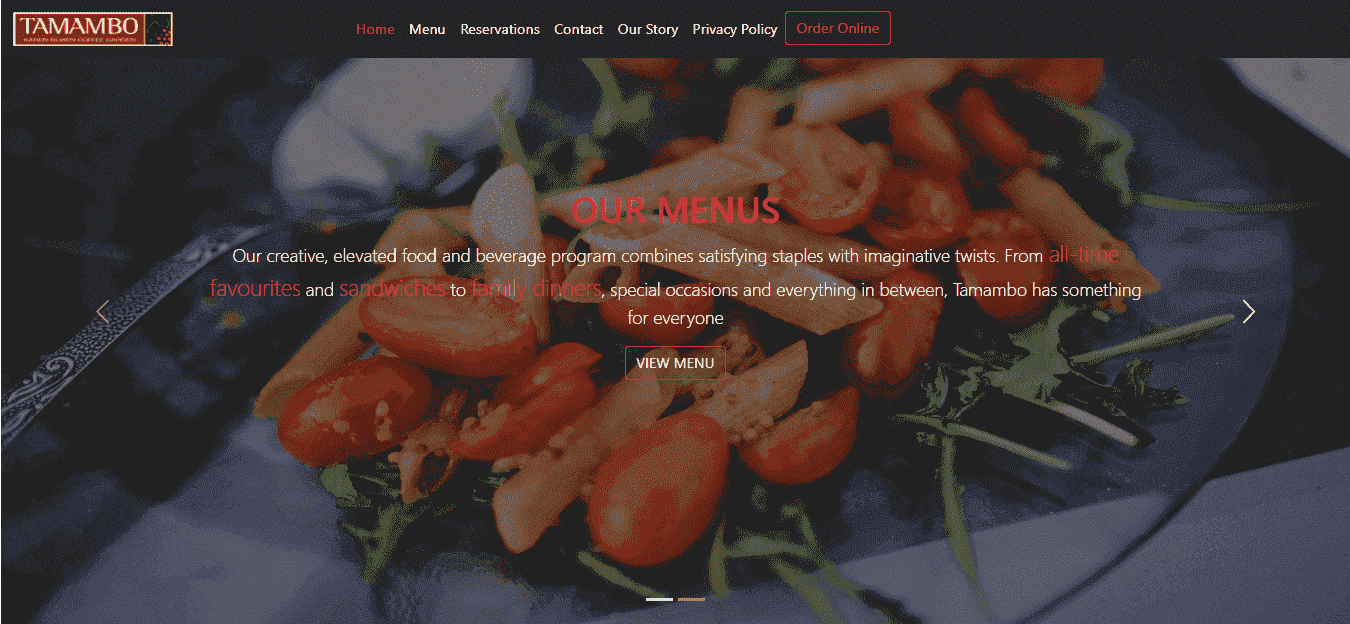 TAMAMBO
KAREN BLIXEN COFFEE GARDEN
Home Menu Reservations Contact Our Story Privacy Policy Order Online
OUR MENUS
Our creative, elevated food and beverage program combines satisfying staples with imaginative twists. From all-time
favourites and sandwiches to family dinners, special occasions and everything in between, Tamambo has something
for everyone
VIEW MENU